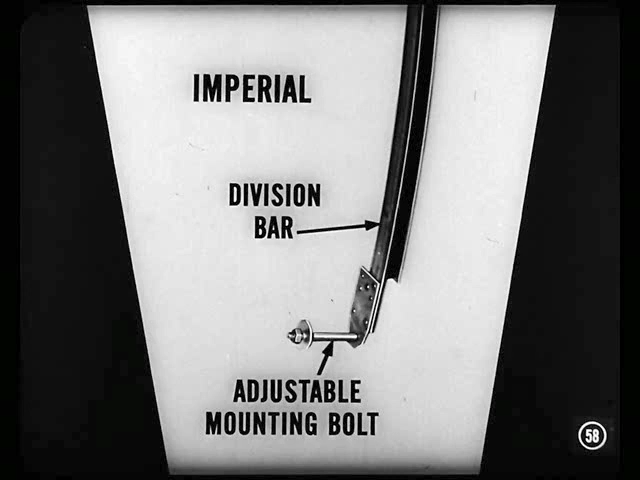 IMPERIAL
DIVISION
BAR
ADJUSTABLE
MOUNTING BOLT
58